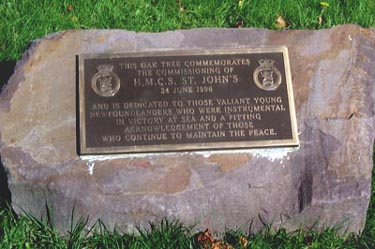 THIS OAK TREE COMMEMORATES
THE COMMISSIONING OF
H.M.C.S. ST. JOHN'S
24 JUNE 1996
AND IS DEDICATED TO THOSE VALIANT YOUNG
NEWFOUNDLANDERS WHO WERE INSTRUMENTAL
IN VICTORY AT SEA AND A FITTING
ACKNOWLEDGEMENT OF THOSE
WHO CONTINUE TO MAINTAIN THE PEACE.